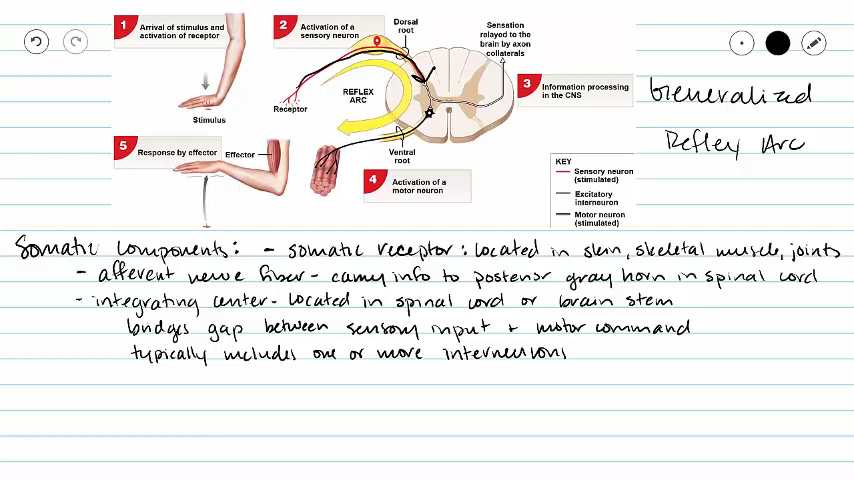 1 Arrival of stimulus and
activation of receptor
Stimulus
2 Activation of a
sensory neuron
Dorsal
root
Sensation
relayed to the
brain by axon
collaterals
3 Information processing
in the CNS
REFLEX
ARC
Receptor
Ventral
root
4 Activation of a
motor neuron
5 Response by effector
Effector
KEY
Sensory neuron
(stimulated)
Excitatory
interneuron
Motor neuron
(stimulated)
Generalized
Reflex Arc
Somatic Components: - somatic receptor: located in skin, skeletal muscle, joints
- afferent nerve fiber - carry info to posterior gray horn in spinal cord
- integrating center - located in spinal cord or brain stem
bridges gap between sensory input + motor command
typically includes one or more interneurons